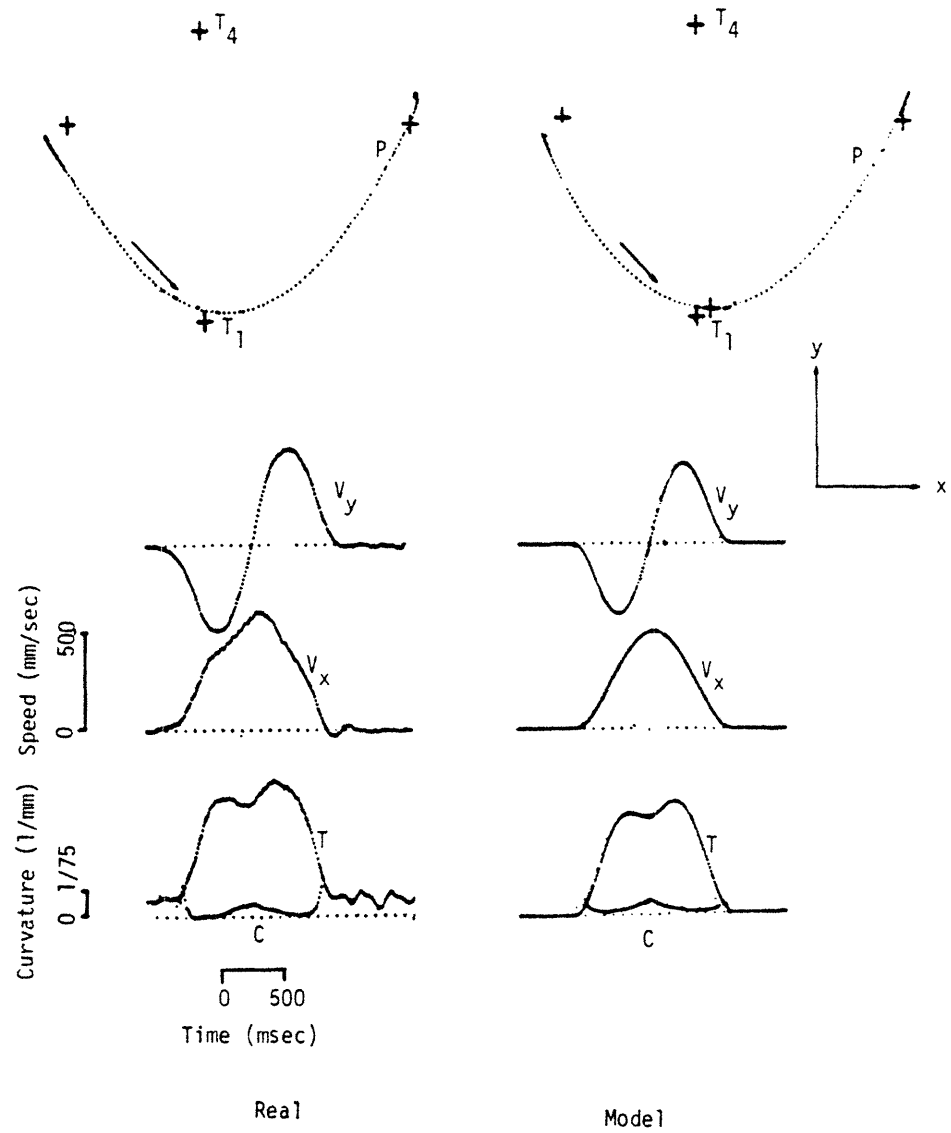 T4
T4
P
P
T1
T1
y
x
Vy
Vy
Vx
Vx
Speed (mm/sec)
500
0
T
T
Curvature (1/mm)
1/75
0
C
C
0 500
Time (msec)
Real
Model